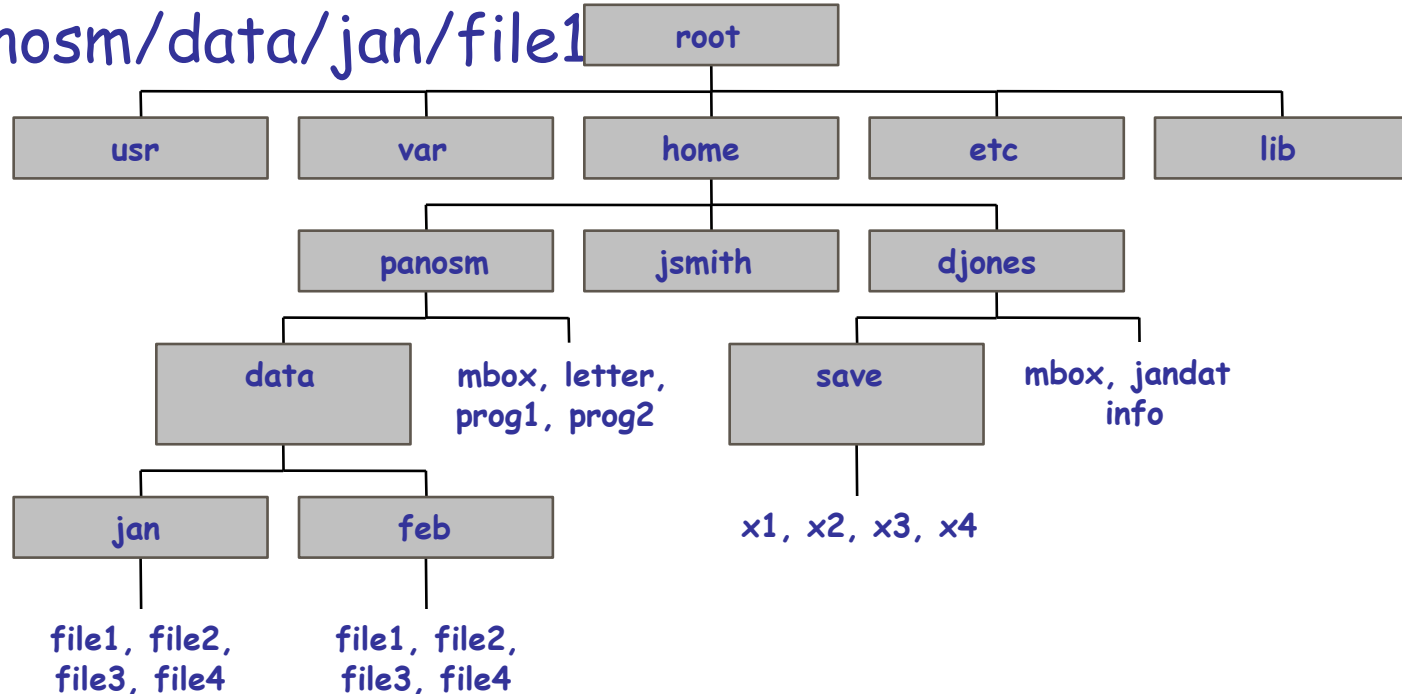 nosm/data/jan/file1
root
usr
var
home
etc
lib
panosm
jsmith
djones
data
mbox, letter,
prog1, prog2
save
mbox, jandat
info
jan
feb
x1, x2, x3, x4
file1, file2,
file3, file4
file1, file2,
file3, file4